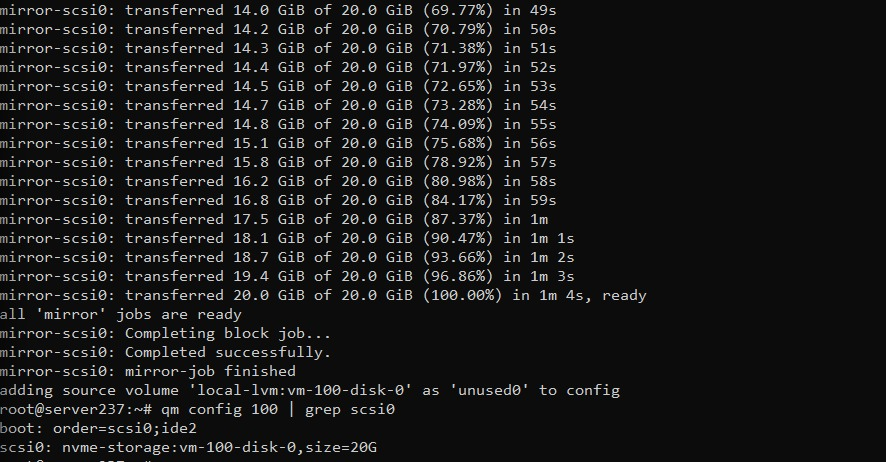 mirror-scsi0: transferred 14.0 GiB of 20.0 GiB (69.77%) in 49s
mirror-scsi0: transferred 14.2 GiB of 20.0 GiB (70.79%) in 50s
mirror-scsi0: transferred 14.3 GiB of 20.0 GiB (71.38%) in 51s
mirror-scsi0: transferred 14.4 GiB of 20.0 GiB (71.97%) in 52s
mirror-scsi0: transferred 14.5 GiB of 20.0 GiB (72.65%) in 53s
mirror-scsi0: transferred 14.7 GiB of 20.0 GiB (73.28%) in 54s
mirror-scsi0: transferred 14.8 GiB of 20.0 GiB (74.09%) in 55s
mirror-scsi0: transferred 15.1 GiB of 20.0 GiB (75.68%) in 56s
mirror-scsi0: transferred 15.8 GiB of 20.0 GiB (78.92%) in 57s
mirror-scsi0: transferred 16.2 GiB of 20.0 GiB (80.98%) in 58s
mirror-scsi0: transferred 16.8 GiB of 20.0 GiB (84.17%) in 59s
mirror-scsi0: transferred 17.5 GiB of 20.0 GiB (87.37%) in 1m
mirror-scsi0: transferred 18.1 GiB of 20.0 GiB (90.47%) in 1m 1s
mirror-scsi0: transferred 18.7 GiB of 20.0 GiB (93.66%) in 1m 2s
mirror-scsi0: transferred 19.4 GiB of 20.0 GiB (96.86%) in 1m 3s
mirror-scsi0: transferred 20.0 GiB of 20.0 GiB (100.00%) in 1m 4s, ready
all 'mirror' jobs are ready
mirror-scsi0: Completing block job...
mirror-scsi0: Completed successfully.
mirror-scsi0: mirror-job finished
adding source volume 'local-lvm:vm-100-disk-0' as 'unused0' to config
root@server237:~# qm config 100 | grep scsi0
boot: order=scsi0;ide2
scsi0: nvme-storage:vm-100-disk-0,size=20G